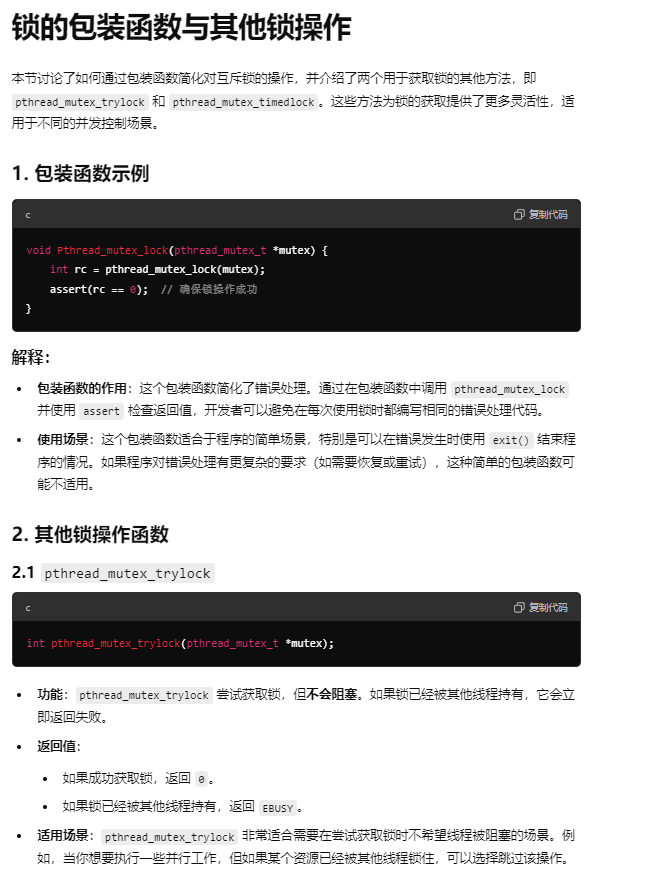 锁的包装函数与其他锁操作
本节讨论了如何通过包装函数简化对互斥锁的操作，并介绍了两个用于获取锁的其他方法，即
pthread_mutex_trylock 和 pthread_mutex_timedlock 。这些方法为锁的获取提供了更多灵活性，适
用于不同的并发控制场景。
1. 包装函数示例
c 复制代码
void Pthread_mutex_lock(pthread_mutex_t *mutex) {
int rc = pthread_mutex_lock(mutex);
assert(rc == 0); // 确保锁操作成功
}
解释：
• 包装函数的作用：这个包装函数简化了错误处理。通过在包装函数中调用 pthread_mutex_lock
并使用 assert 检查返回值，开发者可以避免在每次使用锁时都编写相同的错误处理代码。
• 使用场景：这个包装函数适合于程序的简单场景，特别是可以在错误发生时使用 exit() 结束程
序的情况。如果程序对错误处理有更复杂的要求（如需要恢复或重试），这种简单的包装函数可
能不适用。
2. 其他锁操作函数
2.1 pthread_mutex_trylock
c 复制代码
int pthread_mutex_trylock(pthread_mutex_t *mutex);
• 功能：pthread_mutex_trylock 尝试获取锁，但不会阻塞。如果锁已经被其他线程持有，它会立
即返回失败。
• 返回值：
• 如果成功获取锁，返回 0 。
• 如果锁已经被其他线程持有，返回 EBUSY 。
• 适用场景：pthread_mutex_trylock 非常适合需要在尝试获取锁时不希望线程被阻塞的场景。例
如，当你想要执行一些并行工作，但如果某个资源已经被其他线程锁住，可以选择跳过该操作。